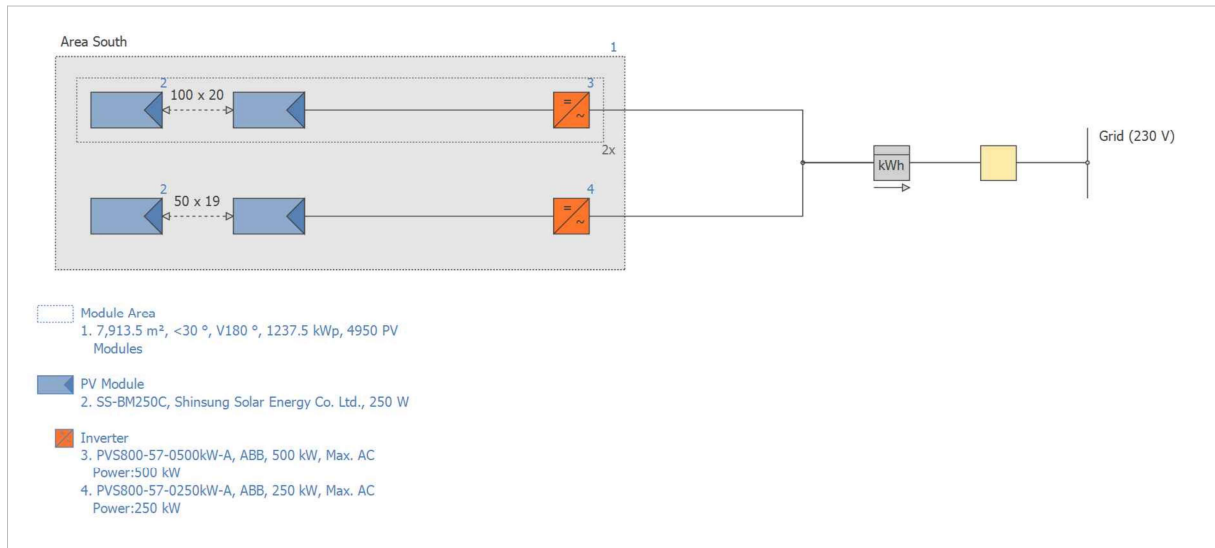 Area South
1
2
100 x 20
3
=
~
2x
2
50 x 19
4
=
~
kWh
Grid (230 V)
Module Area
1. 7,913.5 m², <30 °, V180 °, 1237.5 kWp, 4950 PV
Modules
PV Module
2. SS-BM250C, Shinsung Solar Energy Co. Ltd., 250 W
Inverter
3. PVS800-57-0500kW-A, ABB, 500 kW, Max. AC
Power:500 kW
4. PVS800-57-0250kW-A, ABB, 250 kW, Max. AC
Power:250 kW